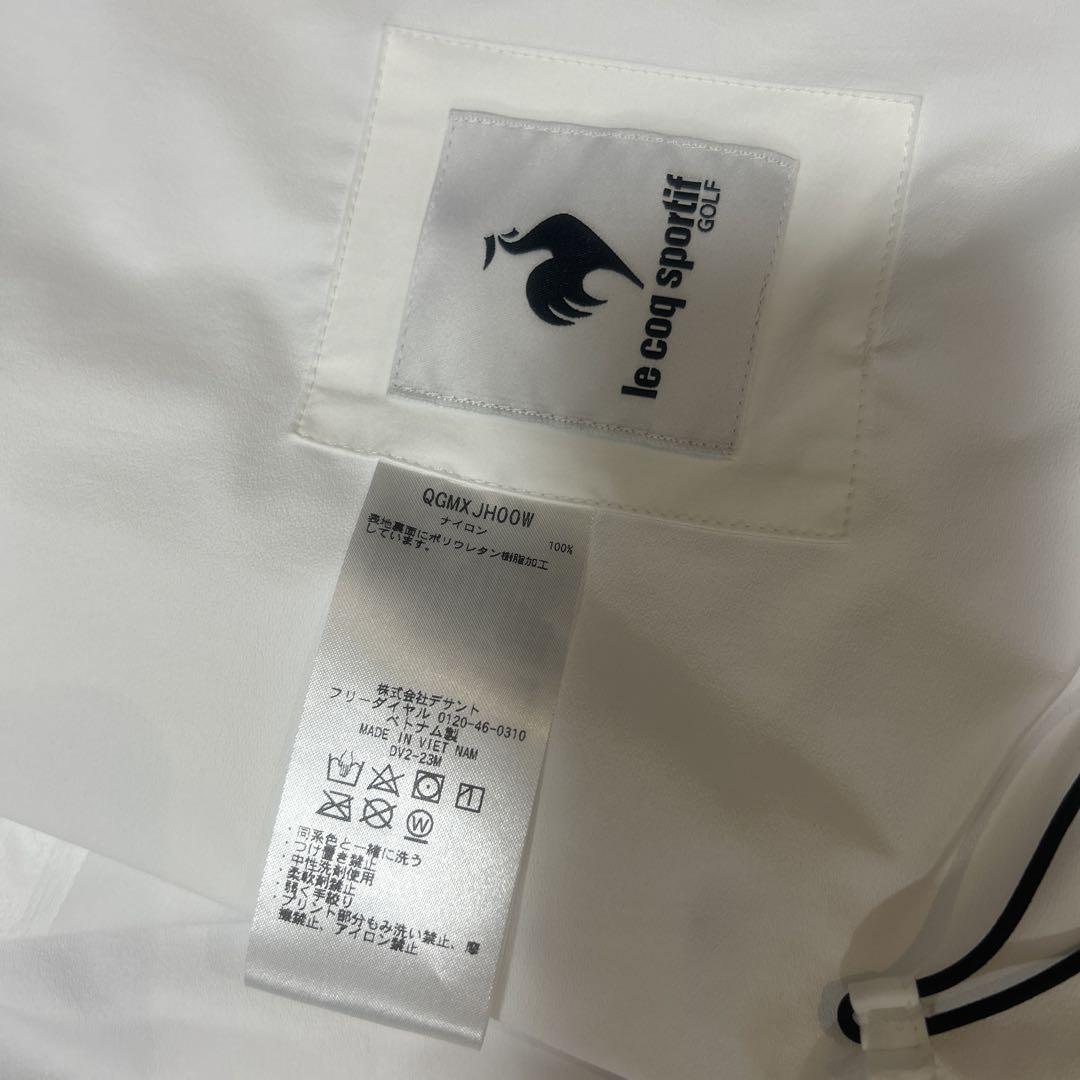 le coq sportif
GOLF
QGMXJH00W
ナイロン 100%
表地裏面にポリウレタン樹脂加工
しています。
株式会社デサント
フリーダイヤル 0120-46-0310
ベトナム製
MADE IN VIET NAM
DV2-23M
W
・同系色と一緒に洗う
・つけ置き禁止
・中性洗剤使用
・柔軟剤禁止
・弱く手絞り
・プリント部分もみ洗い禁止、摩
擦禁止、アイロン禁止